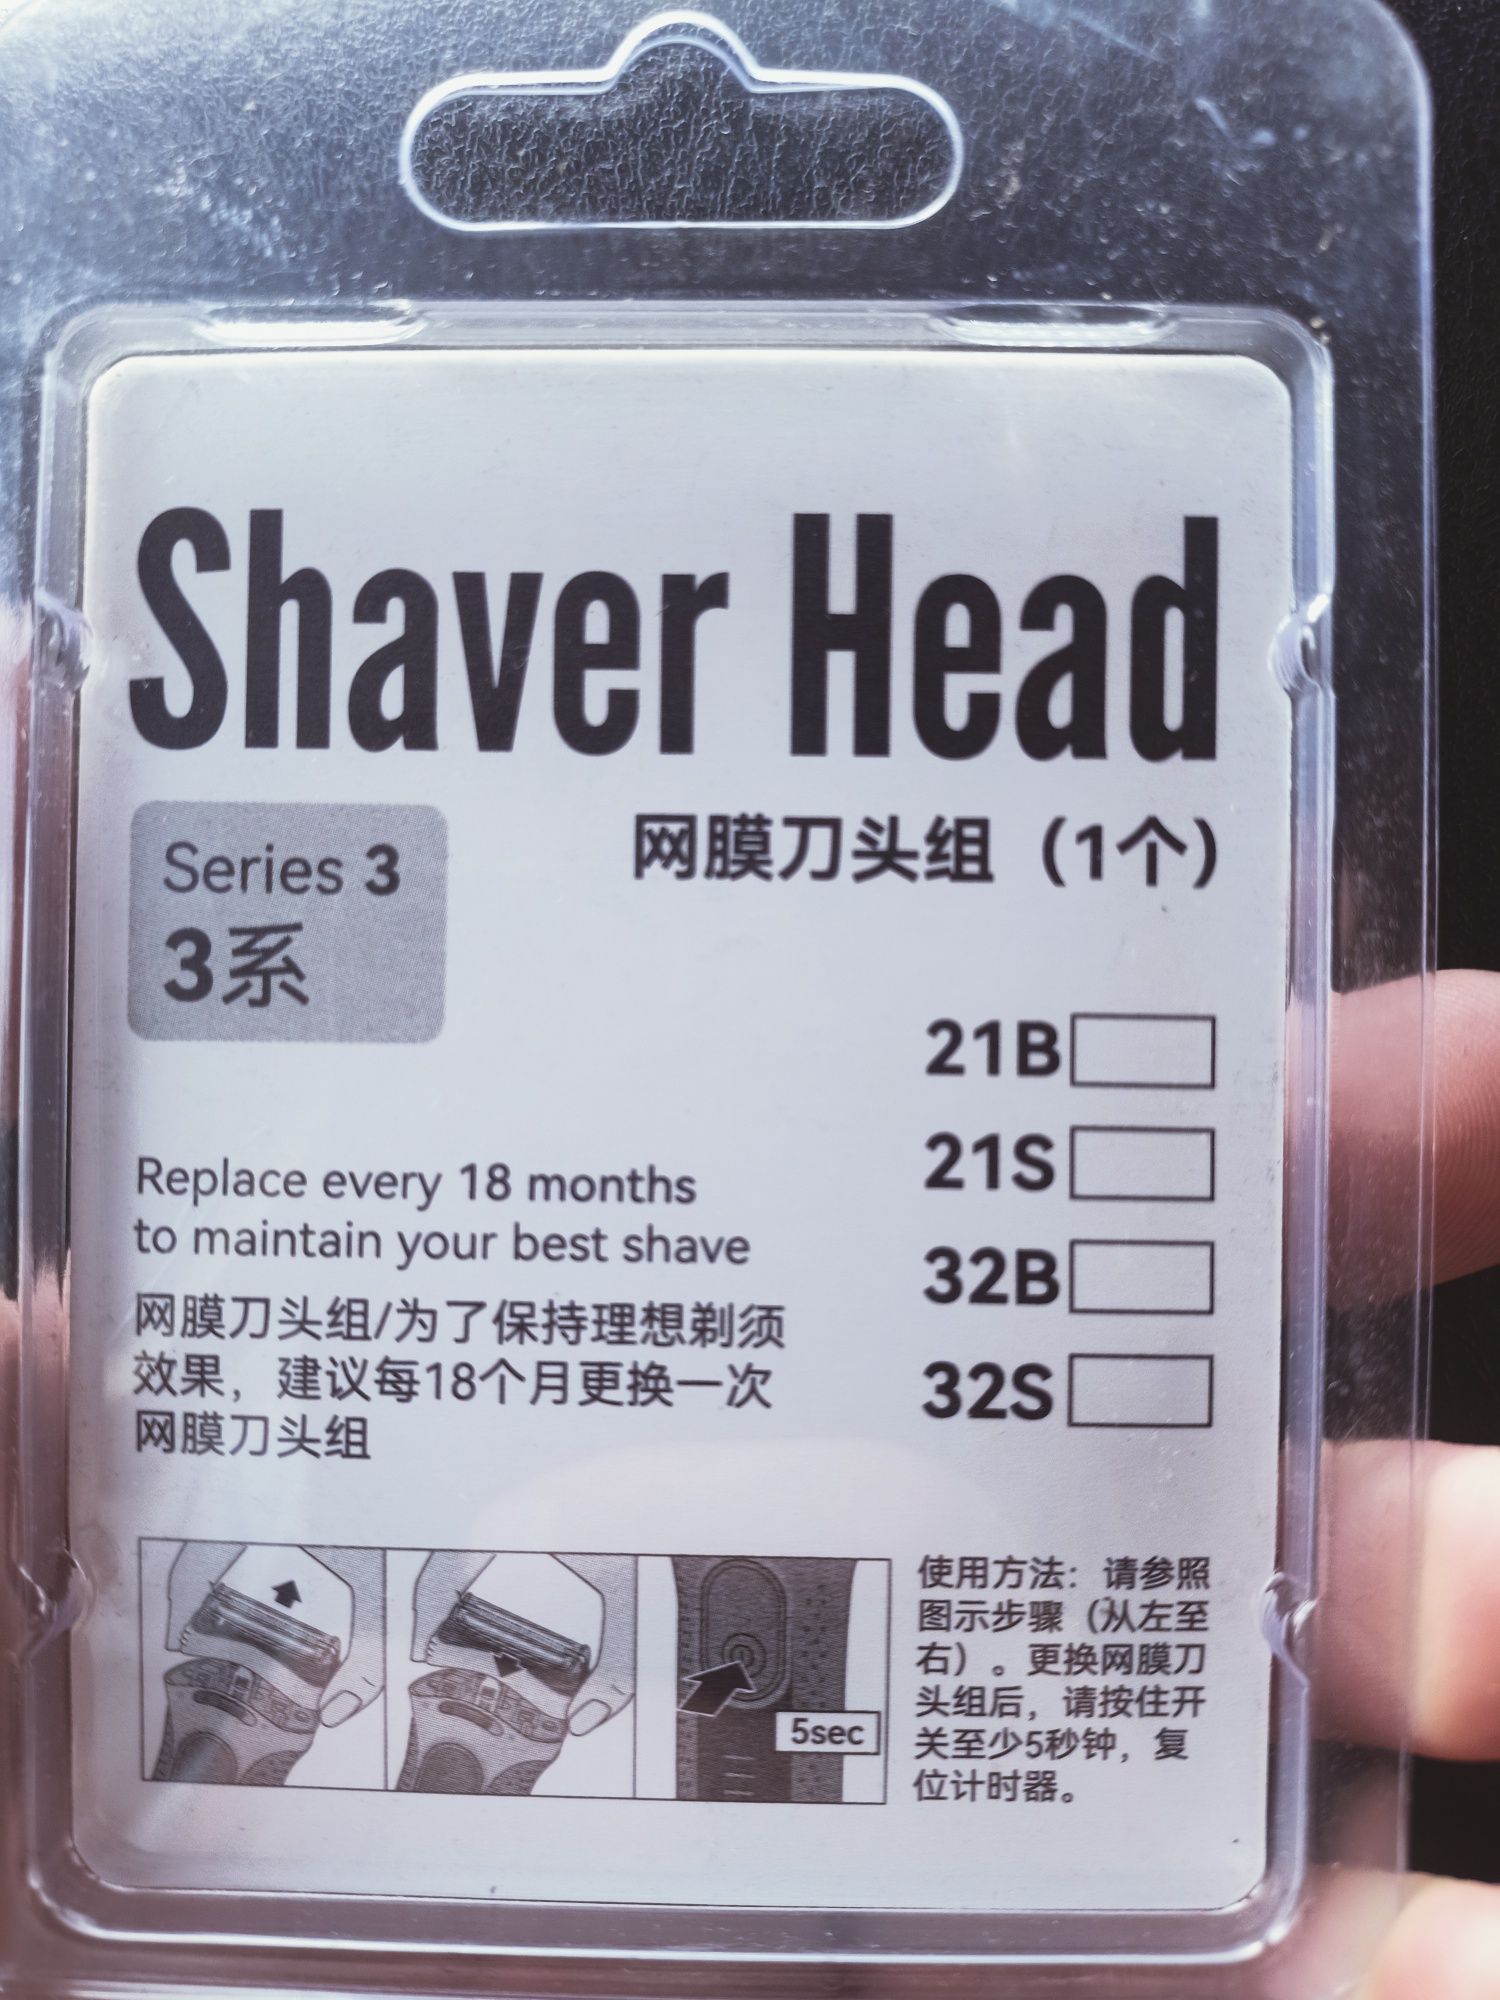 Shaver Head
Series 3
3系
网膜刀头组（1个）
21B
21S
32B
32S
Replace every 18 months
to maintain your best shave
网膜刀头组/为了保持理想剃须
效果，建议每18个月更换一次
网膜刀头组
5sec
使用方法：请参照
图示步骤（从左至
右）。更换网膜刀
头组后，请按住开
关至少5秒钟，复
位计时器。